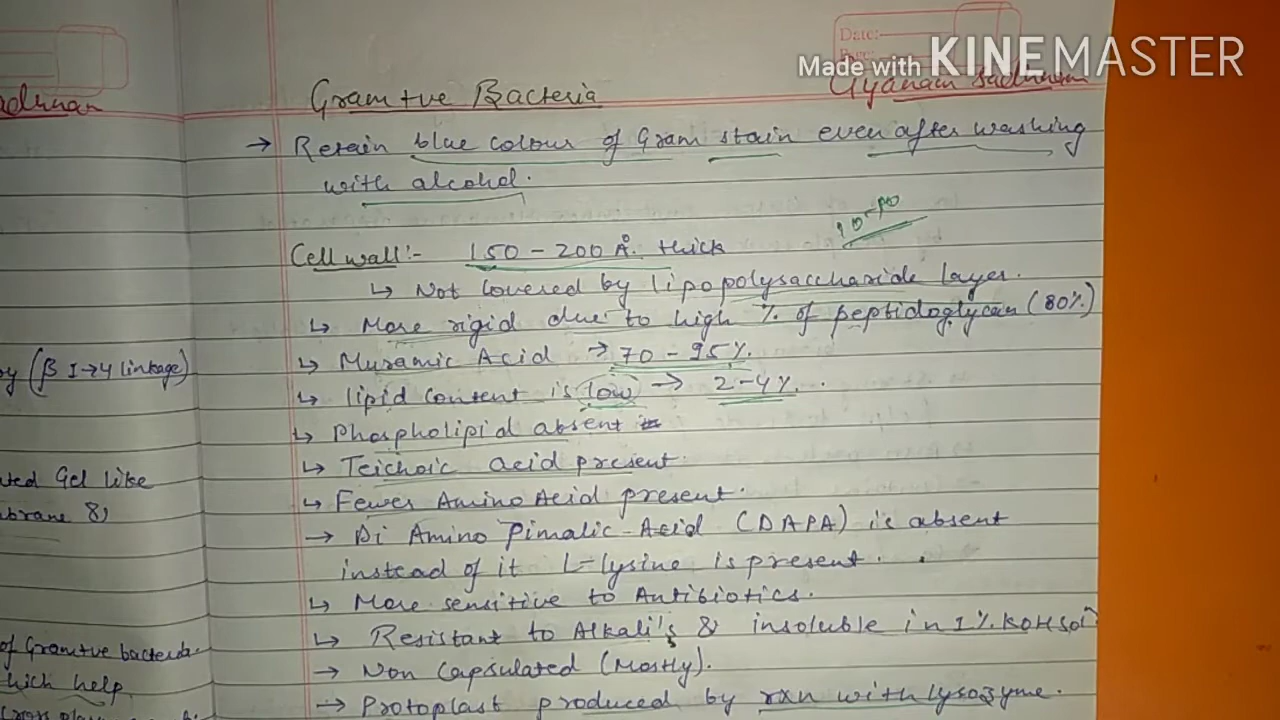 Date:
Made with KINEMASTER
Gyanam sadhnam
Gram +ve Bacteria
→ Retain blue colour of Gram stain even after washing
with alcohol.
Cell wall :- 150 - 200 Å thick
↳ Not covered by lipopolysaccharide layer.
↳ More rigid due to high % of peptidoglycan (80%)
↳ Muramic Acid → 70 - 95%.
↳ lipid content is low → 2-4%.
↳ Phospholipid absent
↳ Teichoic acid present.
↳ Fewer Amino Acid present.
→ Di Amino Pimalic-Acid (DAPA) is absent
instead of it L-lysine is present.
↳ More sensitive to Antibiotics.
↳ Resistant to Alkali's & insoluble in 1% KOH Solⁿ
→ Non Capsulated (Mostly).
→ Protoplast produced by rxn with lysozyme.
(β 1→4 linkage)
Gel like
&
of Gram +ve bacteria
help